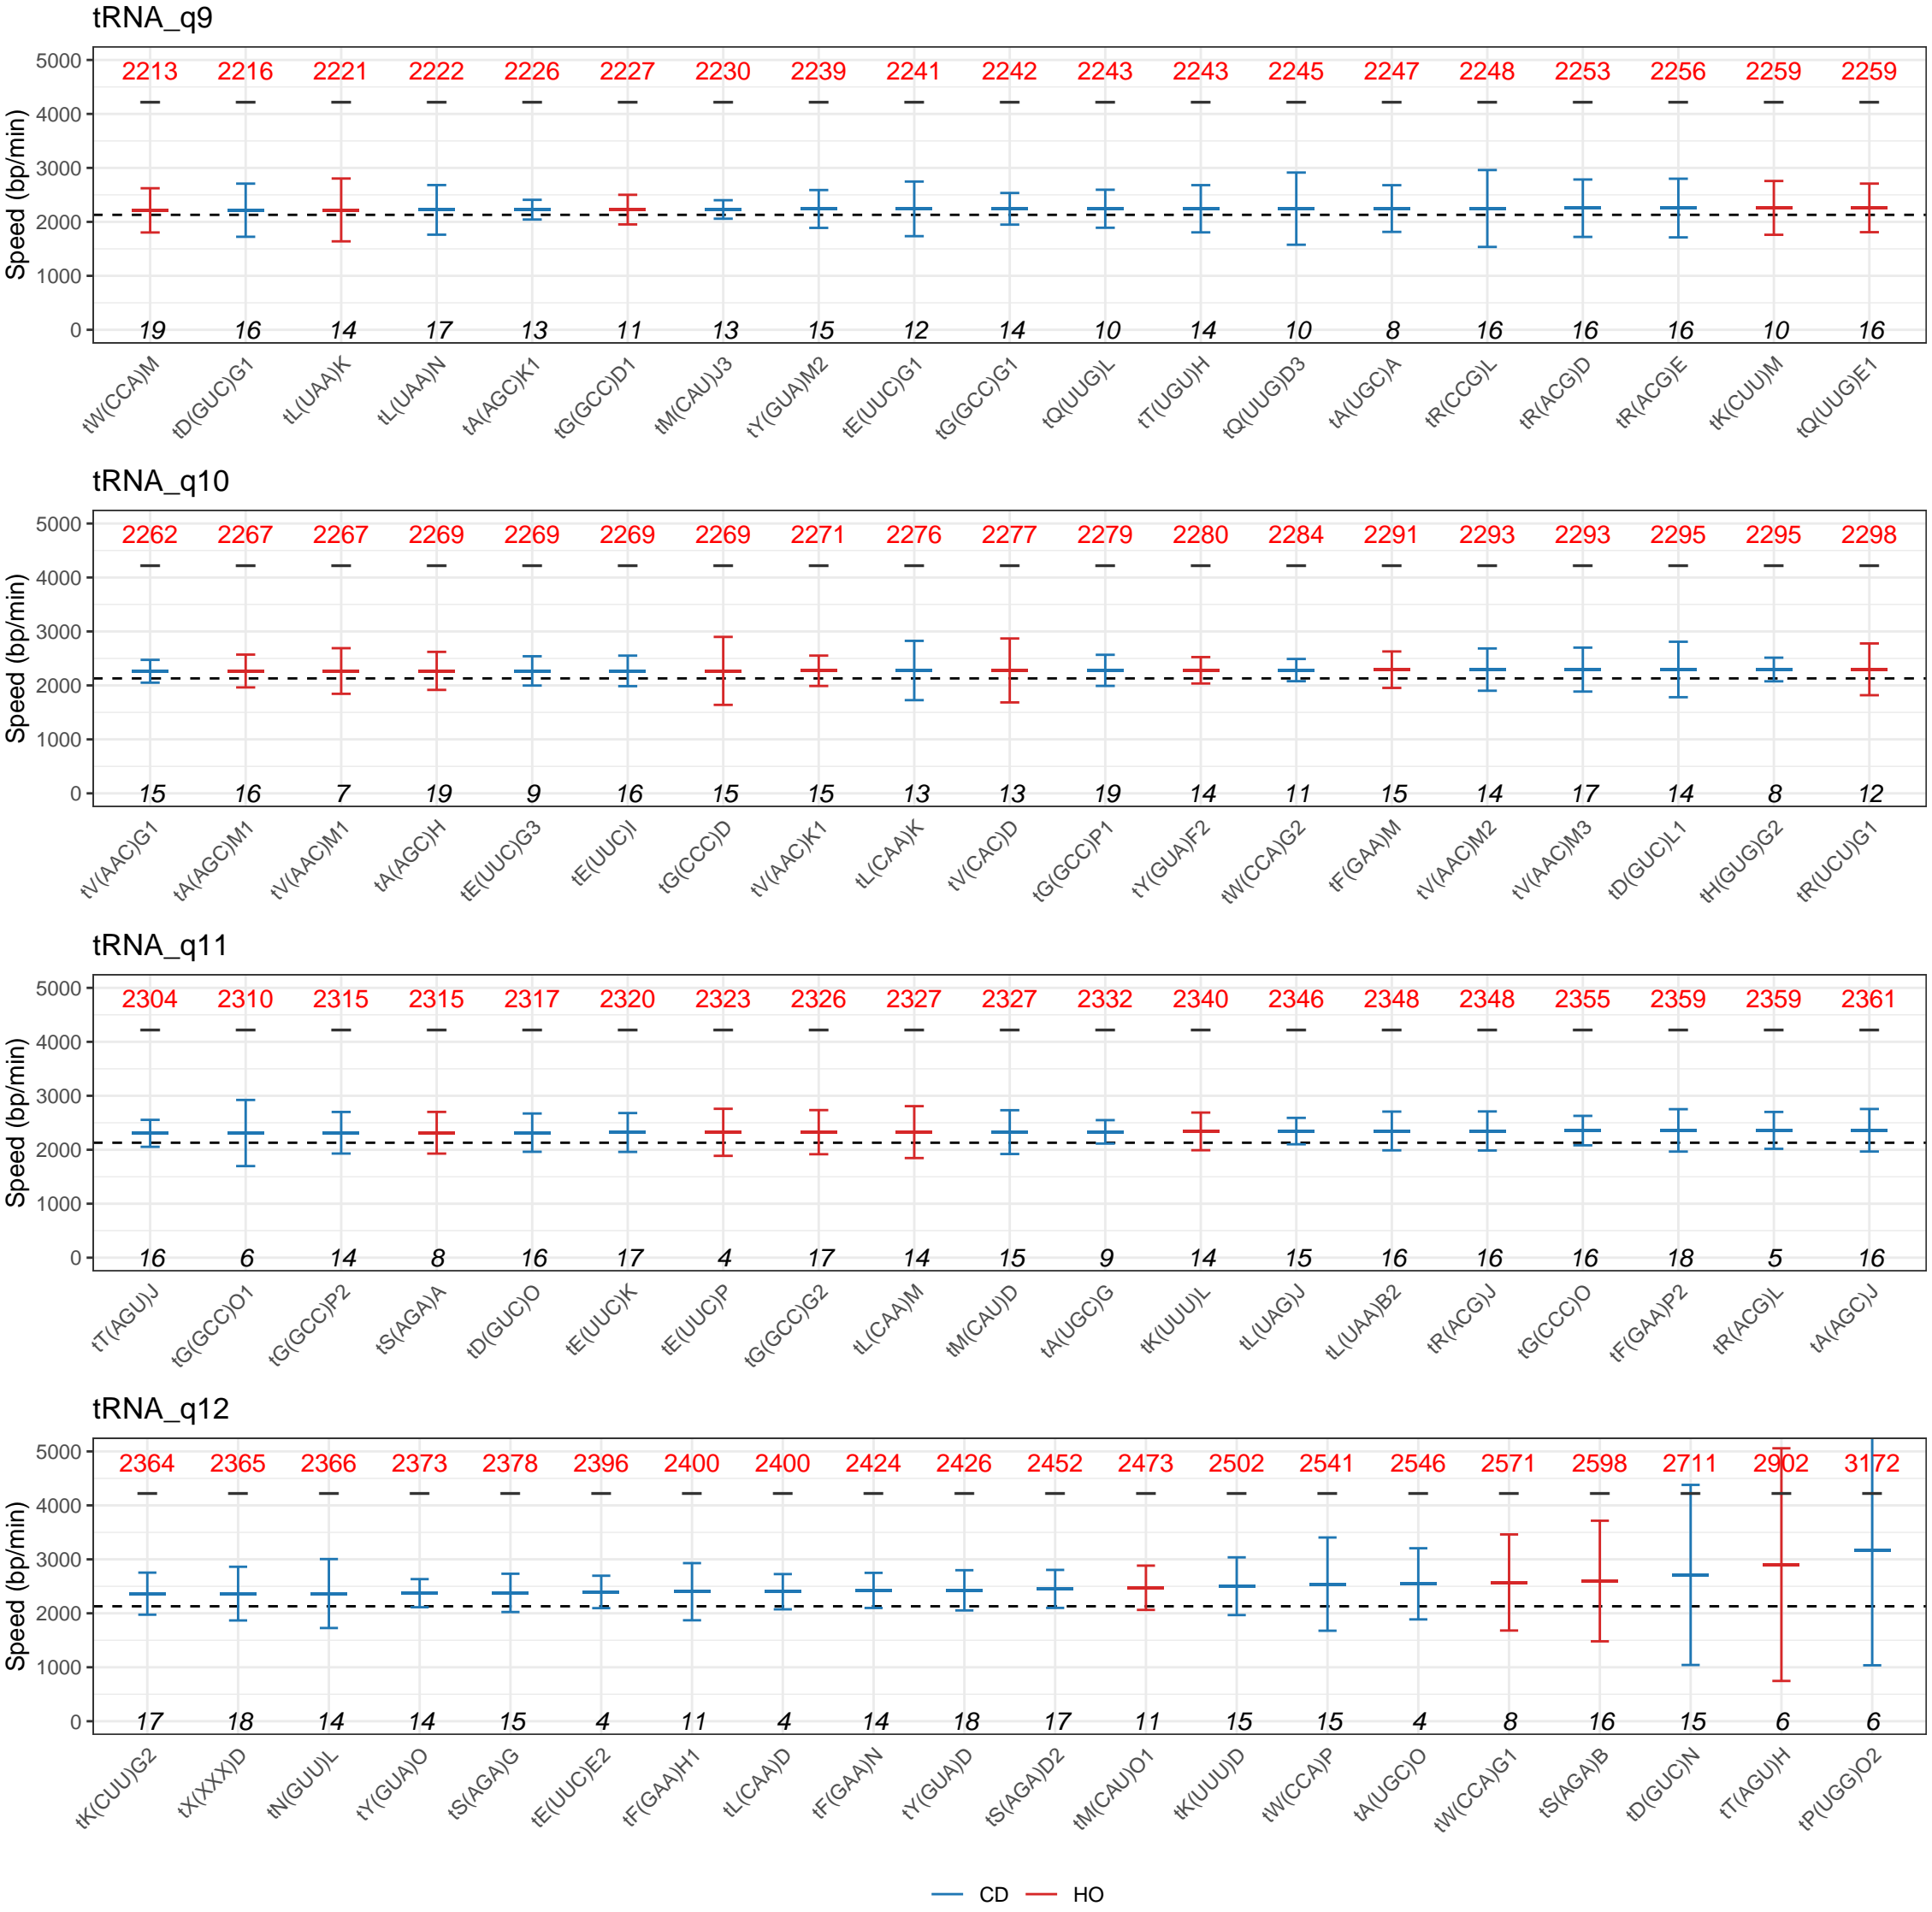 tRNA_q9
Speed (bp/min)
5000
4000
3000
2000
1000
0
2213 2216 2221 2222 2226 2227 2230 2239 2241 2242 2243 2243 2245 2247 2248 2253 2256 2259 2259
19 16 14 17 13 11 13 15 12 14 10 14 10 8 16 16 16 10 16
tW(CCA)M tD(GUC)G1 tL(UAA)K tL(UAA)N tA(AGC)K1 tG(GCC)D1 tM(CAU)J3 tY(GUA)M2 tE(UUC)G1 tG(GCC)G1 tQ(UUG)L tT(UGU)H tQ(UUG)D3 tA(UGC)A tR(CCG)L tR(ACG)D tR(ACG)E tK(CUU)M tQ(UUG)E1
tRNA_q10
Speed (bp/min)
5000
4000
3000
2000
1000
0
2262 2267 2267 2269 2269 2269 2269 2271 2276 2277 2279 2280 2284 2291 2293 2293 2295 2295 2298
15 16 7 19 9 16 15 15 13 13 19 14 11 15 14 17 14 8 12
tV(AAC)G1 tA(AGC)M1 tV(AAC)M1 tA(AGC)H tE(UUC)G3 tE(UUC)I tG(CCC)D tV(AAC)K1 tL(CAA)K tV(CAC)D tG(GCC)P1 tY(GUA)F2 tW(CCA)G2 tF(GAA)M tV(AAC)M2 tV(AAC)M3 tD(GUC)L1 tH(GUG)G2 tR(UCU)G1
tRNA_q11
Speed (bp/min)
5000
4000
3000
2000
1000
0
2304 2310 2315 2315 2317 2320 2323 2326 2327 2327 2332 2340 2346 2348 2348 2355 2359 2359 2361
16 6 14 8 16 17 4 17 14 15 9 14 15 16 16 16 18 5 16
tT(AGU)J tG(GCC)O1 tG(GCC)P2 tS(AGA)A tD(GUC)O tE(UUC)K tE(UUC)P tG(GCC)G2 tL(CAA)M tM(CAU)D tA(UGC)G tK(UUU)L tL(UAG)J tL(UAA)B2 tR(ACG)J tG(CCC)O tF(GAA)P2 tR(ACG)L tA(AGC)J
tRNA_q12
Speed (bp/min)
5000
4000
3000
2000
1000
0
2364 2365 2366 2373 2378 2396 2400 2400 2424 2426 2452 2473 2502 2541 2546 2571 2598 2711 2902 3172
17 18 14 14 15 4 11 4 14 18 17 11 15 15 4 8 16 15 6 6
tK(CUU)G2 tX(XXX)D tN(GUU)L tY(GUA)O tS(AGA)G tE(UUC)E2 tF(GAA)H1 tL(CAA)D tF(GAA)N tY(GUA)D tS(AGA)D2 tM(CAU)O1 tK(UUU)D tW(CCA)P tA(UGC)O tW(CCA)G1 tS(AGA)B tD(GUC)N tT(AGU)H tP(UGG)O2
CD HO